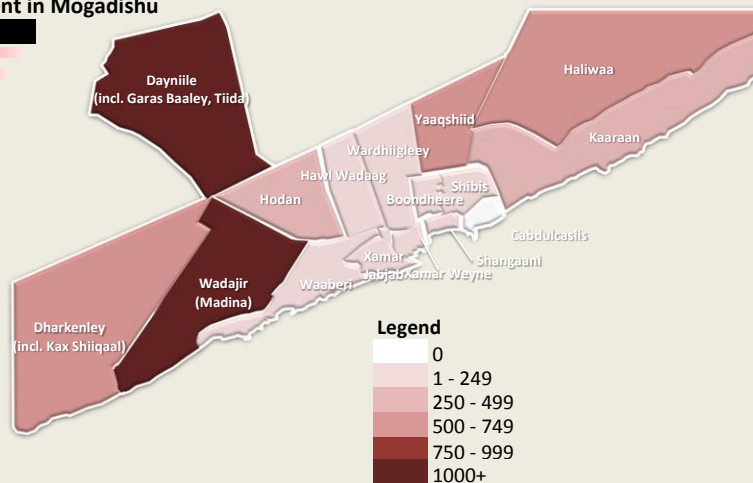 nt in Mogadishu
Dayniile
(incl. Garas Baaley, Tiida)
Haliwaa
Yaaqshiid
Kaaraan
Wardhiigleey
Hawl Wadaag
Shibis
Hodan
Boondheere
Cabdulcasiis
Xamar
Jabjab
Xamar Weyne
Shangaani
Wadajir
(Madina)
Waaberi
Dharkenley
(incl. Kax Shiiqaal)
Legend
0
1 - 249
250 - 499
500 - 749
750 - 999
1000+